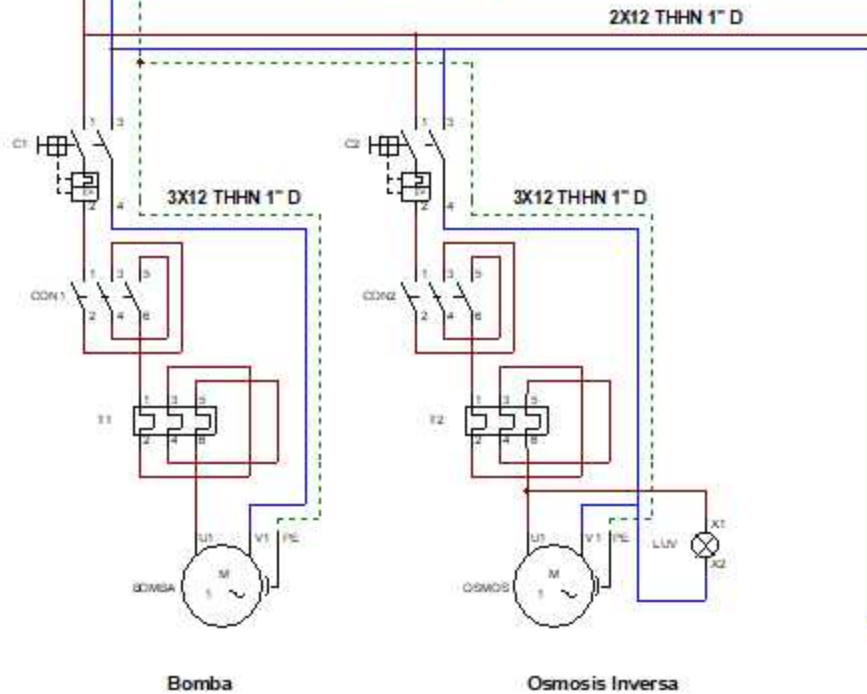 2X12 THHN 1" D
1 3
C1
2 4
3X12 THHN 1" D
1 3
C2
2 4
3X12 THHN 1" D
1 3 5
CON1
2 4 6
1 3 5
CON2
2 4 6
1 3 5
T1
2 4 6
1 3 5
T2
2 4 6
U1 V1 PE
BOMBA
M
1
U1 V1 PE
OSMOS
M
1
LUV
X1
X2
Bomba
Osmosis Inversa